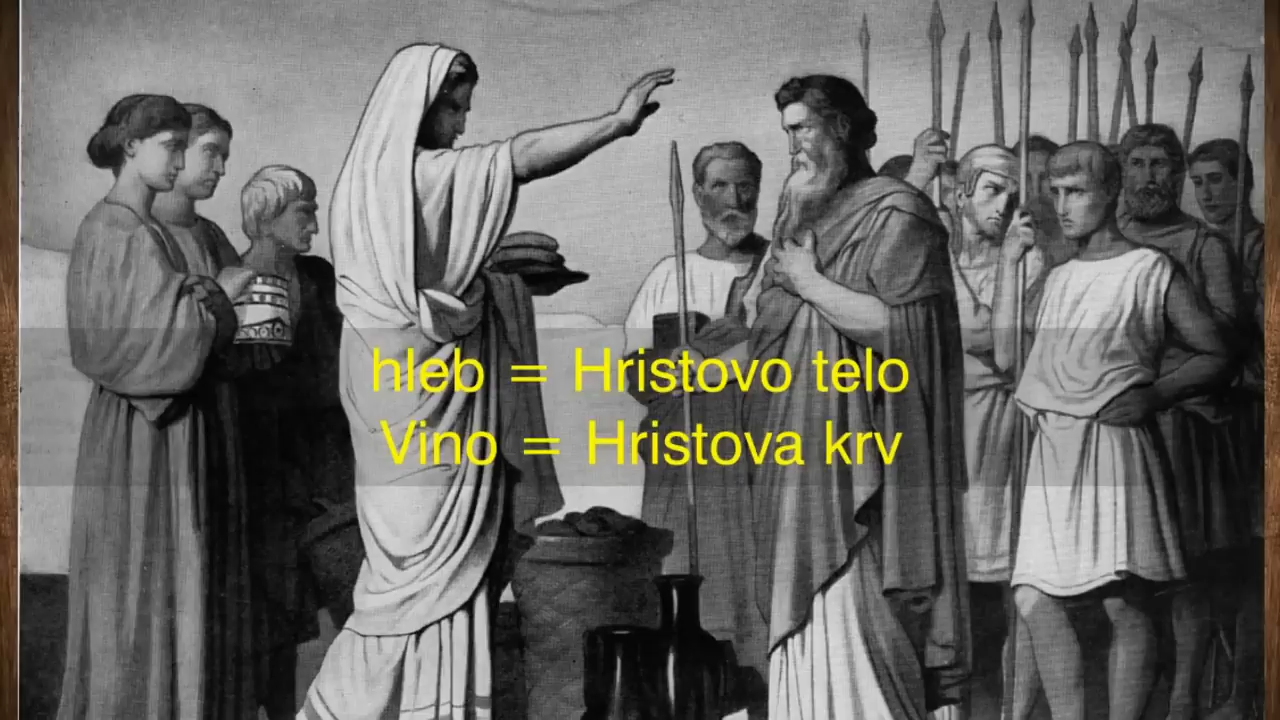 hleb = Hristovo telo
Vino = Hristova krv